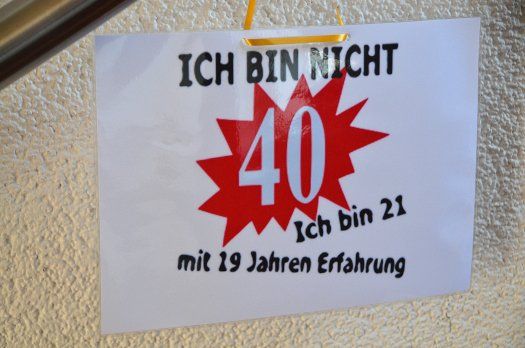 ICH BIN NICHT
40
Ich bin 21
mit 19 Jahren Erfahrung